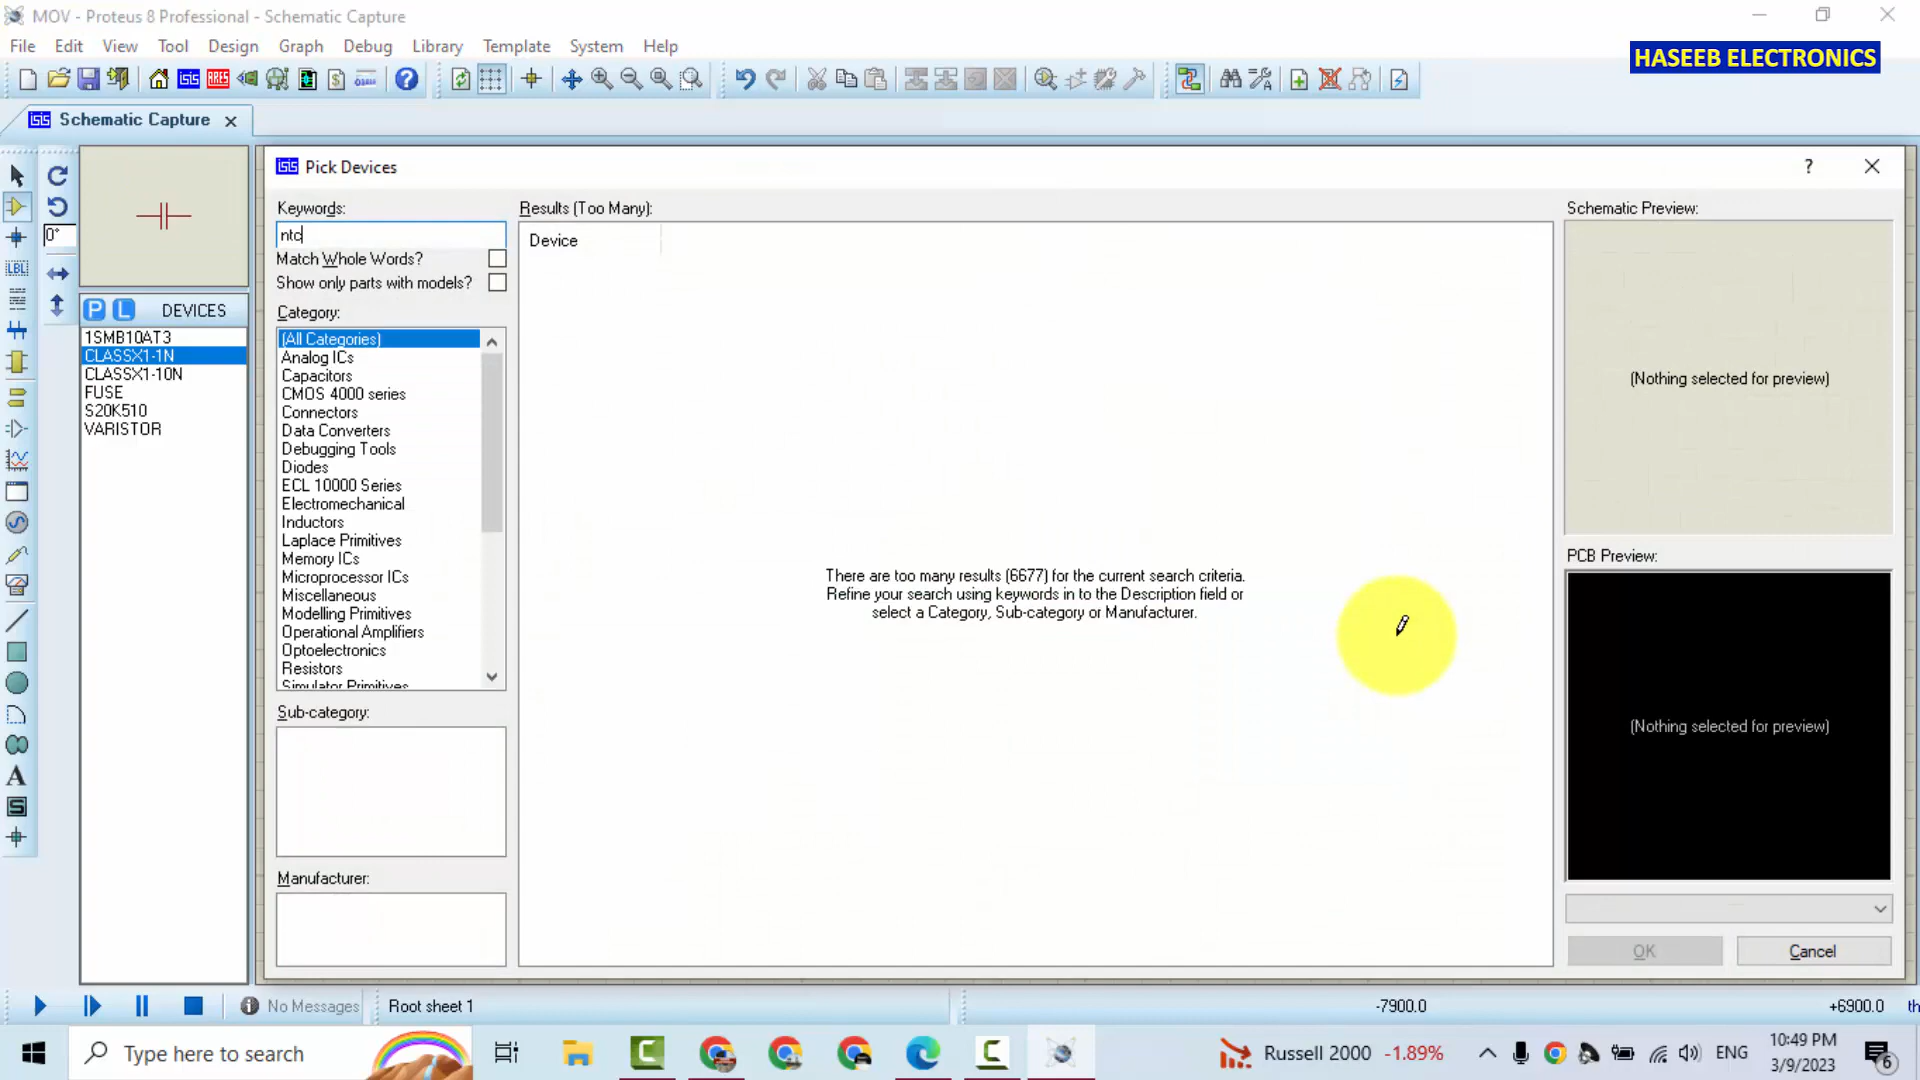 MOV - Proteus 8 Professional - Schematic Capture
File Edit View Tool Design Graph Debug Library Template System Help
HASEEB ELECTRONICS
Schematic Capture
Pick Devices
Keywords:
ntc
Match Whole Words?
Show only parts with models?
Category:
(All Categories)
Analog ICs
Capacitors
CMOS 4000 series
Connectors
Data Converters
Debugging Tools
Diodes
ECL 10000 Series
Electromechanical
Inductors
Laplace Primitives
Memory ICs
Microprocessor ICs
Miscellaneous
Modelling Primitives
Operational Amplifiers
Optoelectronics
Resistors
Simulator Primitives
Sub-category:
Manufacturer:
Results (Too Many):
Device
There are too many results (6677) for the current search criteria.
Refine your search using keywords in to the Description field or
select a Category, Sub-category or Manufacturer.
Schematic Preview:
(Nothing selected for preview)
PCB Preview:
(Nothing selected for preview)
OK Cancel
0°
LBL
P L DEVICES
1SMB10AT3
CLASSX1-1N
CLASSX1-10N
FUSE
S20K510
VARISTOR
A
S
No Messages Root sheet 1 -7900.0 +6900.0 th
Type here to search Russell 2000 -1.89% ENG 10:49 PM
3/9/2023
6